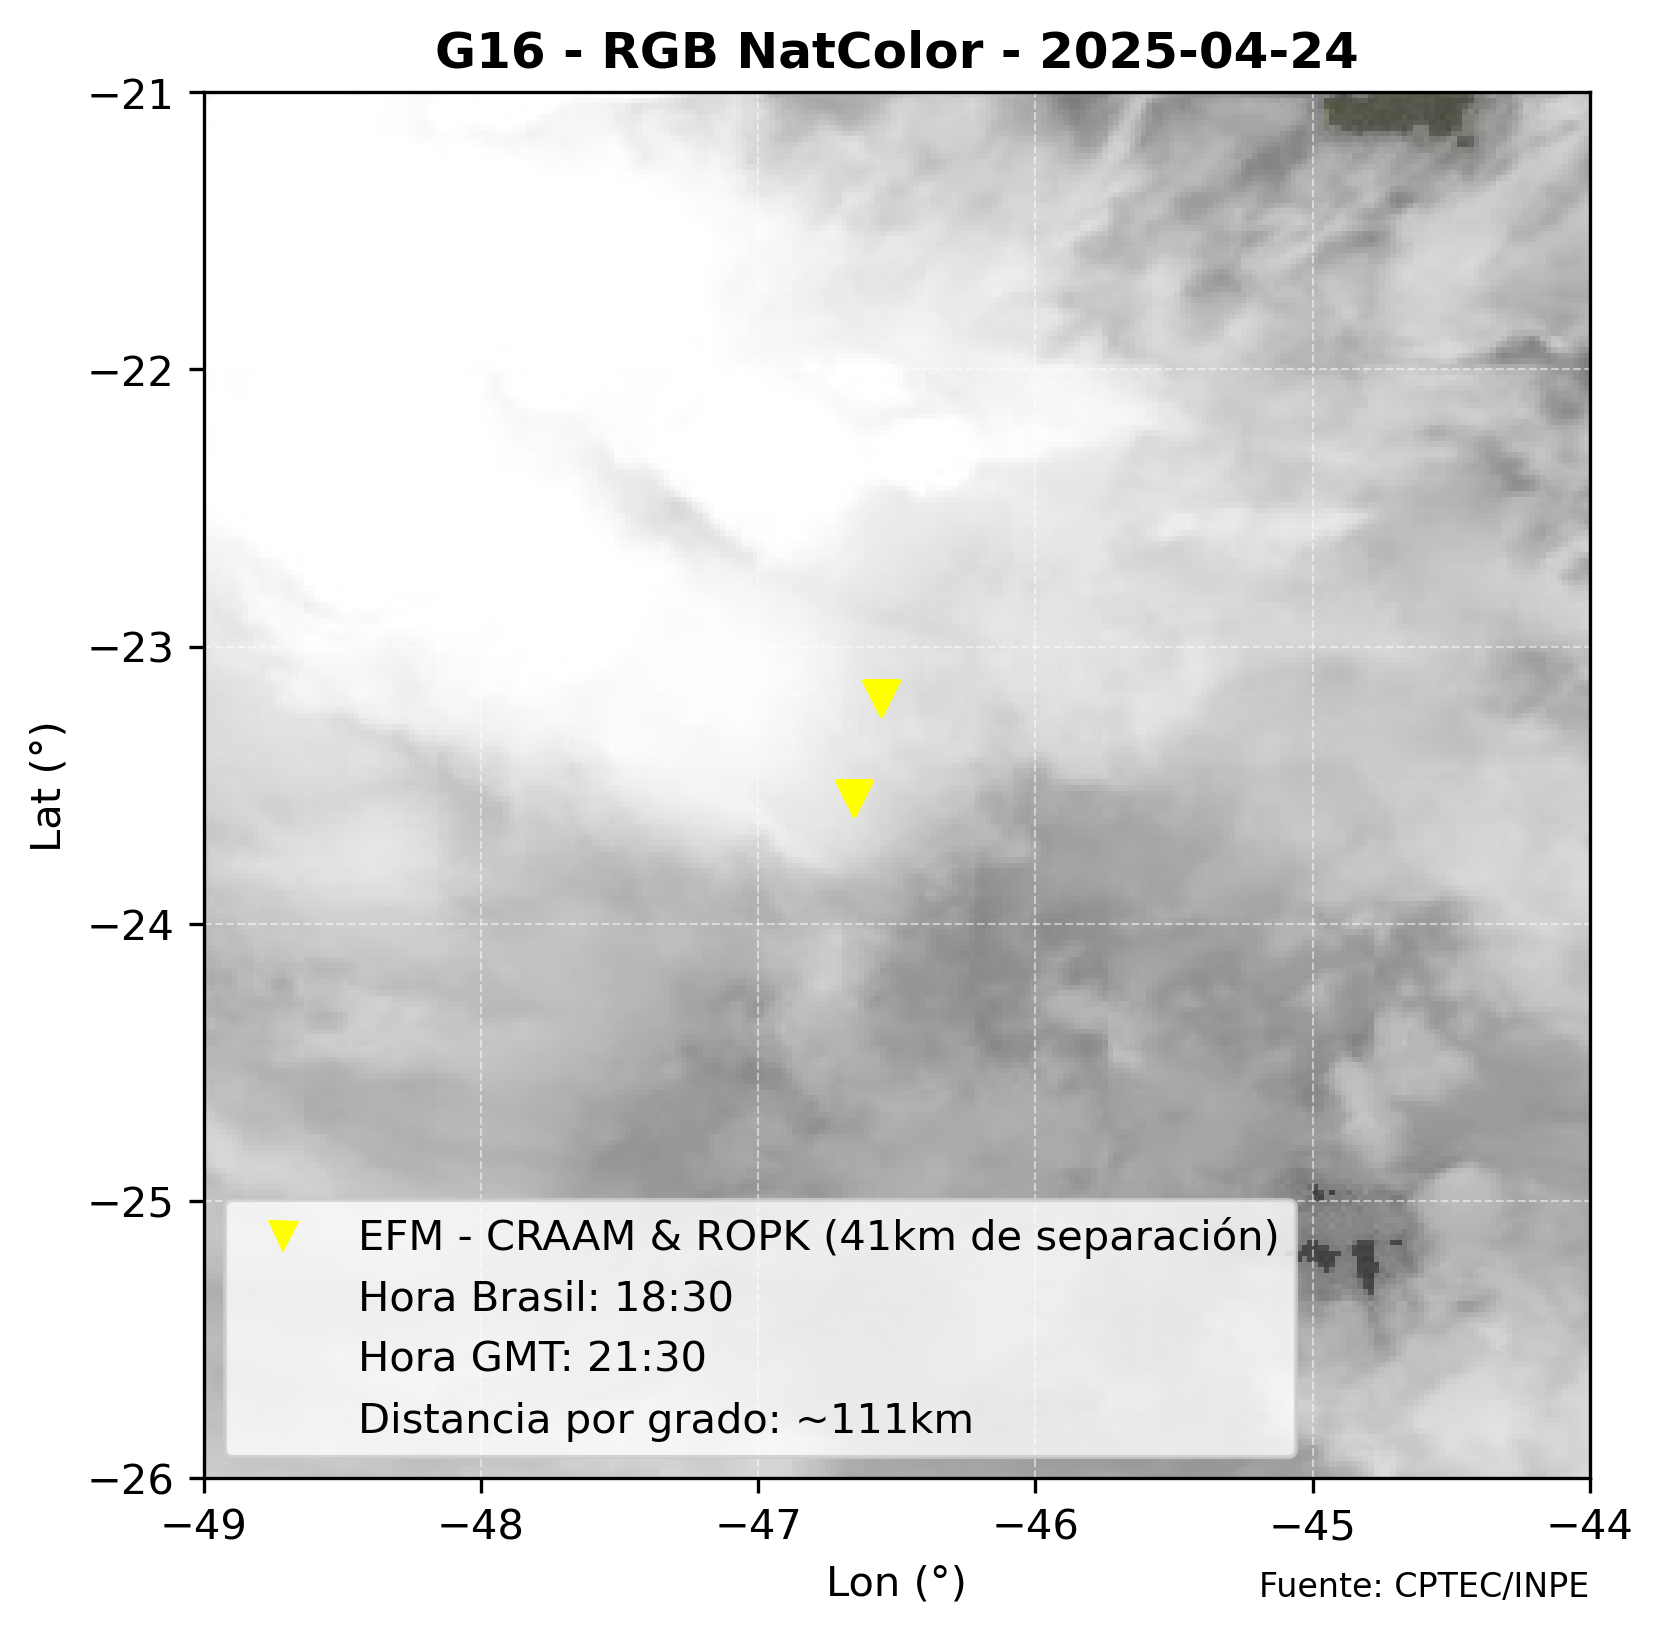 G16 - RGB NatColor - 2025-04-24
−21
−22
−23
−24
−25
−26
Lat (°)
EFM - CRAAM & ROPK (41km de separación)
Hora Brasil: 18:30
Hora GMT: 21:30
Distancia por grado: ~111km
−49 −48 −47 −46 −45 −44
Lon (°)
Fuente: CPTEC/INPE